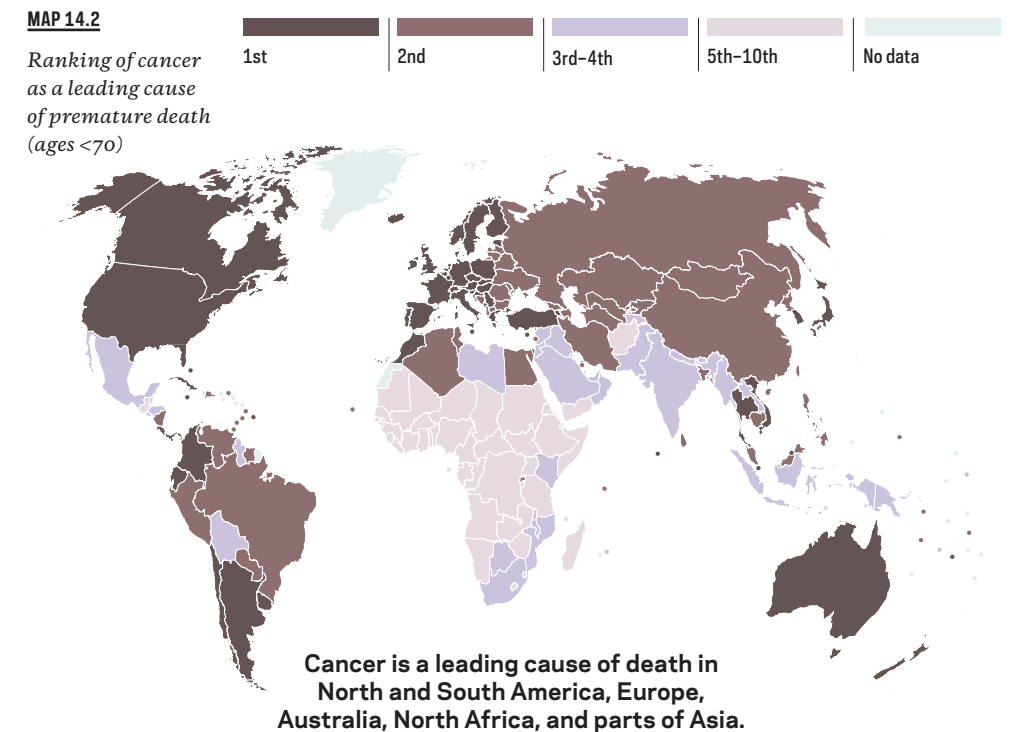 MAP 14.2
Ranking of cancer
as a leading cause
of premature death
(ages <70)
1st
2nd
3rd–4th
5th–10th
No data
Cancer is a leading cause of death in
North and South America, Europe,
Australia, North Africa, and parts of Asia.